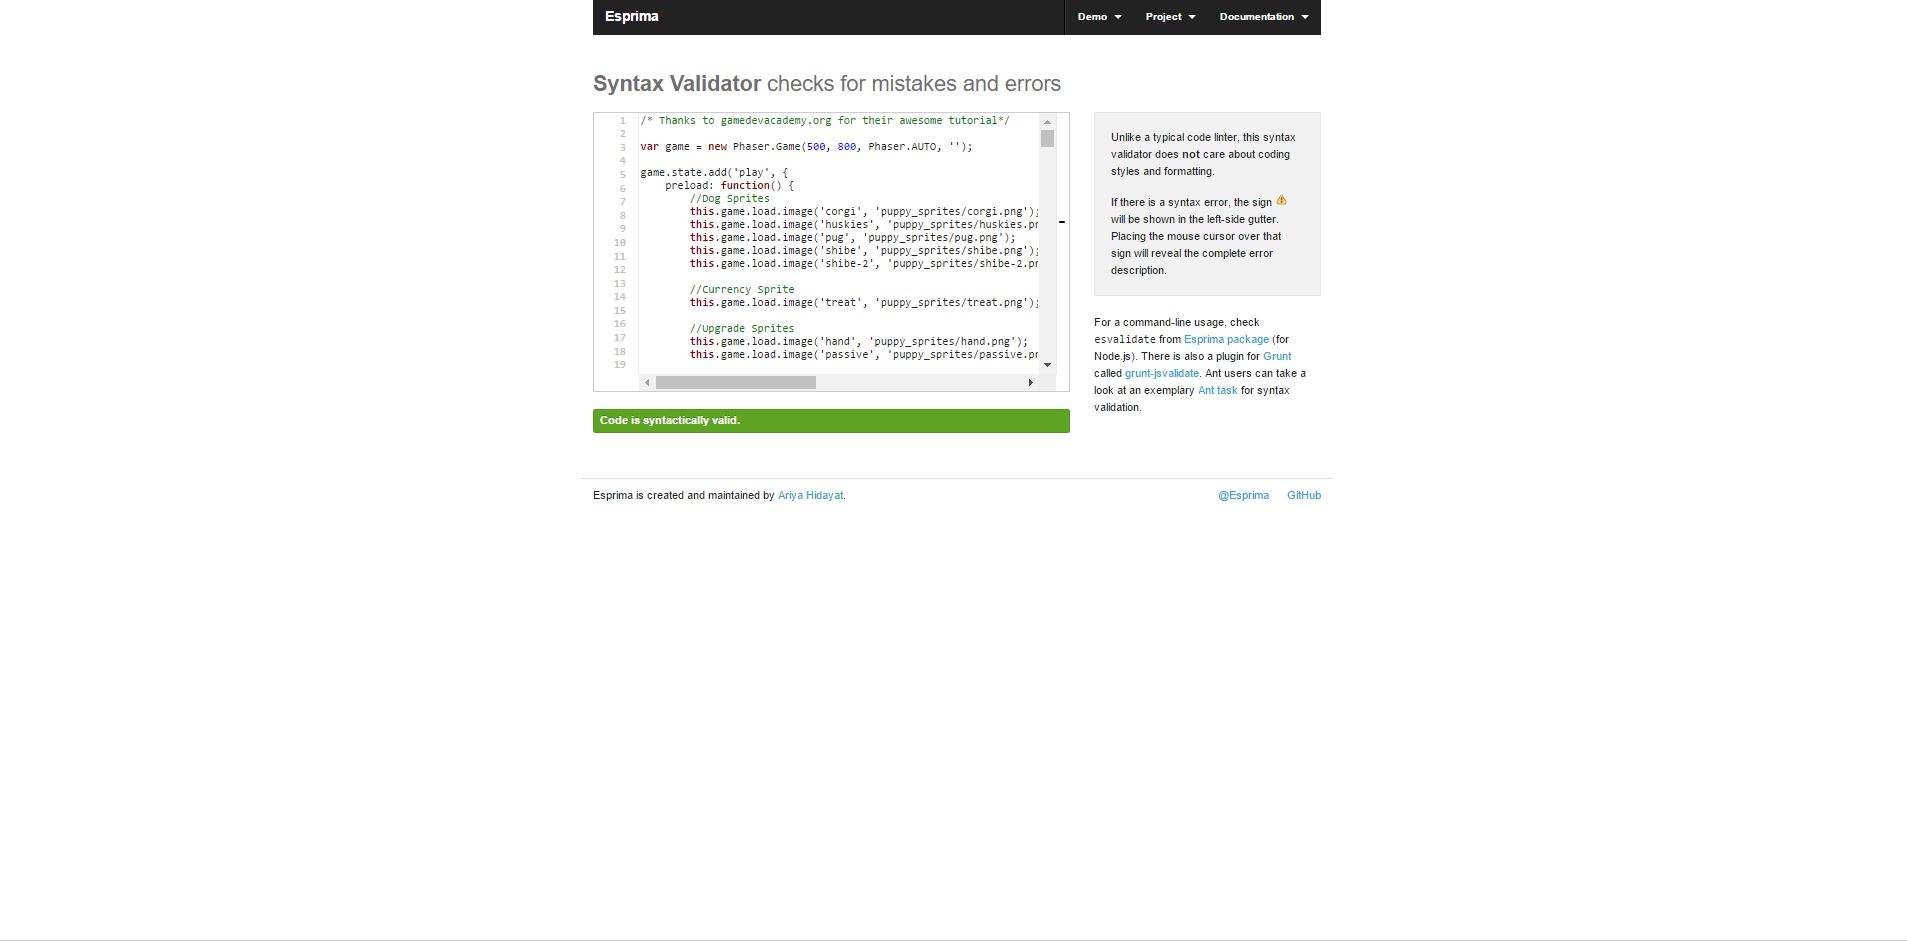 Esprima
Demo
Project
Documentation
Syntax Validator checks for mistakes and errors
1 /* Thanks to gamedevacademy.org for their awesome tutorial*/
2
3 var game = new Phaser.Game(500, 800, Phaser.AUTO, '');
4
5 game.state.add('play', {
6 preload: function() {
7 //Dog Sprites
8 this.game.load.image('corgi', 'puppy_sprites/corgi.png');
9 this.game.load.image('huskies', 'puppy_sprites/huskies.pn
10 this.game.load.image('pug', 'puppy_sprites/pug.png');
11 this.game.load.image('shibe', 'puppy_sprites/shibe.png');
12 this.game.load.image('shibe-2', 'puppy_sprites/shibe-2.pn
13
14 //Currency Sprite
15 this.game.load.image('treat', 'puppy_sprites/treat.png');
16
17 //Upgrade Sprites
18 this.game.load.image('hand', 'puppy_sprites/hand.png');
19 this.game.load.image('passive', 'puppy_sprites/passive.pn
Code is syntactically valid.
Unlike a typical code linter, this syntax
validator does not care about coding
styles and formatting.
If there is a syntax error, the sign
will be shown in the left-side gutter.
Placing the mouse cursor over that
sign will reveal the complete error
description.
For a command-line usage, check
esvalidate from Esprima package (for
Node.js). There is also a plugin for Grunt
called grunt-jsvalidate. Ant users can take a
look at an exemplary Ant task for syntax
validation.
Esprima is created and maintained by Ariya Hidayat.
@Esprima
GitHub